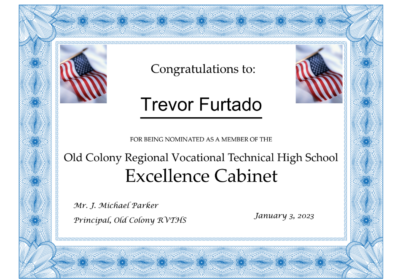 Congratulations to:
Trevor Furtado
FOR BEING NOMINATED AS A MEMBER OF THE
Old Colony Regional Vocational Technical High School
Excellence Cabinet
Mr. J. Michael Parker
Principal, Old Colony RVTHS
January 3, 2023